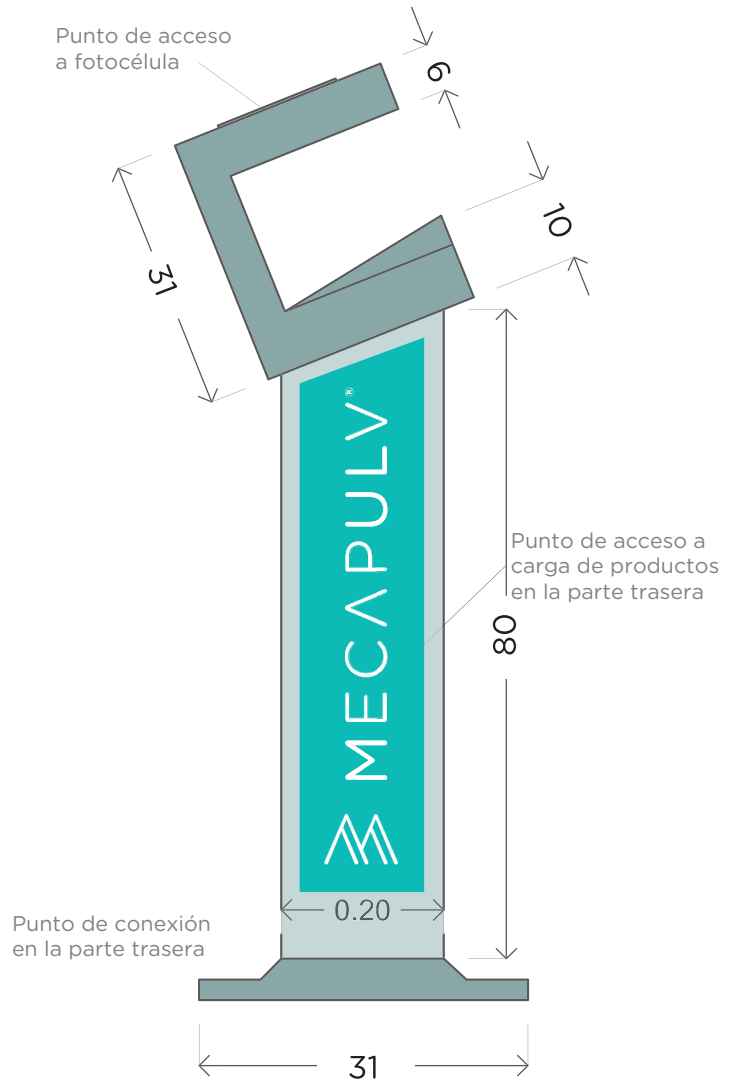 Punto de acceso
a fotocélula
6
10
31
MECAPULV®
80
Punto de acceso a
carga de productos
en la parte trasera
0.20
Punto de conexión
en la parte trasera
31